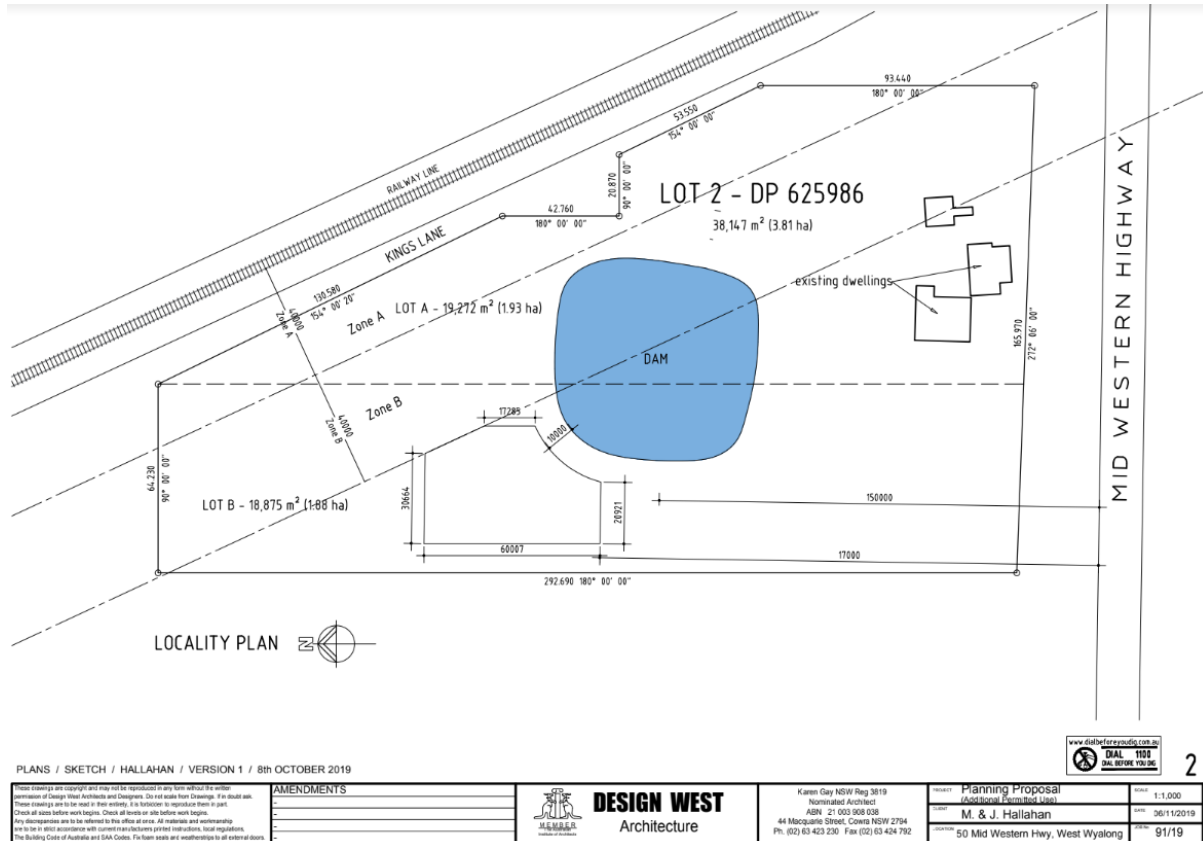 93.440
180° 00' 00"
53.550
154° 00' 00"
RAILWAY LINE
20.870
90° 00' 00"
LOT 2 - DP 625986
38,147 m² (3.81 ha)
42.760
180° 00' 00"
KINGS LANE
MID WESTERN HIGHWAY
existing dwellings
130.580
154° 00' 20"
40000
Zone A
Zone A
LOT A - 19,272 m² (1.93 ha)
165.970
272° 06' 00"
DAM
Zone B
40000
Zone B
17283
10000
64.230
90° 00' 00"
30664
LOT B - 18,875 m² (1.88 ha)
20921
150000
60007
17000
292.690 180° 00' 00"
LOCALITY PLAN
N
www.dialbeforeyoudig.com.au
DIAL 1100
DIAL BEFORE YOU DIG
2
PLANS / SKETCH / HALLAHAN / VERSION 1 / 8th OCTOBER 2019
These drawings are copyright and may not be reproduced in any form without the written
permission of Design West Architects and Designers. Do not scale from Drawings. If in doubt ask.
These drawings are to be read in their entirety, it is forbidden to reproduce them in part.
Check all sizes before work begins. Check all levels on site before work begins.
Any discrepancies are to be referred to this office at once. All materials and workmanship
are to be in strict accordance with current manufacturers printed instructions, local regulations,
The Building Code of Australia and SAA Codes. Fix foam seals and weatherstrips to all external doors.
AMENDMENTS
-
-
-
-
MEMBER
Institute of Architects
DESIGN WEST
Architecture
Karen Gay NSW Reg 3819
Nominated Architect
ABN 21 003 908 038
44 Macquarie Street, Cowra NSW 2794
Ph. (02) 63 423 230 Fax (02) 63 424 792
PROJECT Planning Proposal
(Additional Permitted Use)
CLIENT M. & J. Hallahan
LOCATION 50 Mid Western Hwy, West Wyalong
SCALE 1:1,000
DATE 06/11/2019
JOB No 91/19